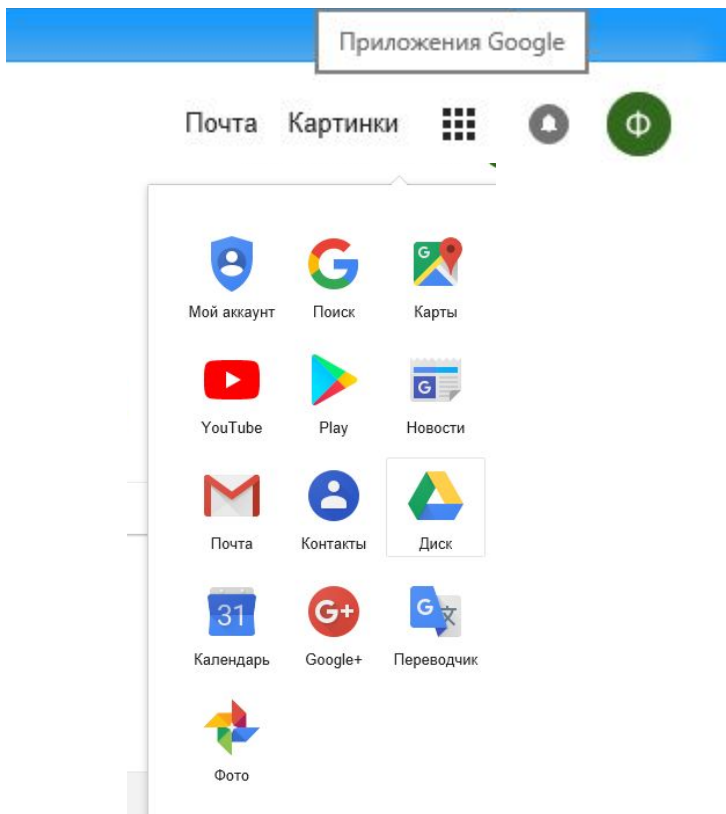 Приложения Google
Почта Картинки Ф
Мой аккаунт Поиск Карты
G
YouTube Play Новости
G
Почта Контакты Диск
31 G+ G 文
Календарь Google+ Переводчик
Фото